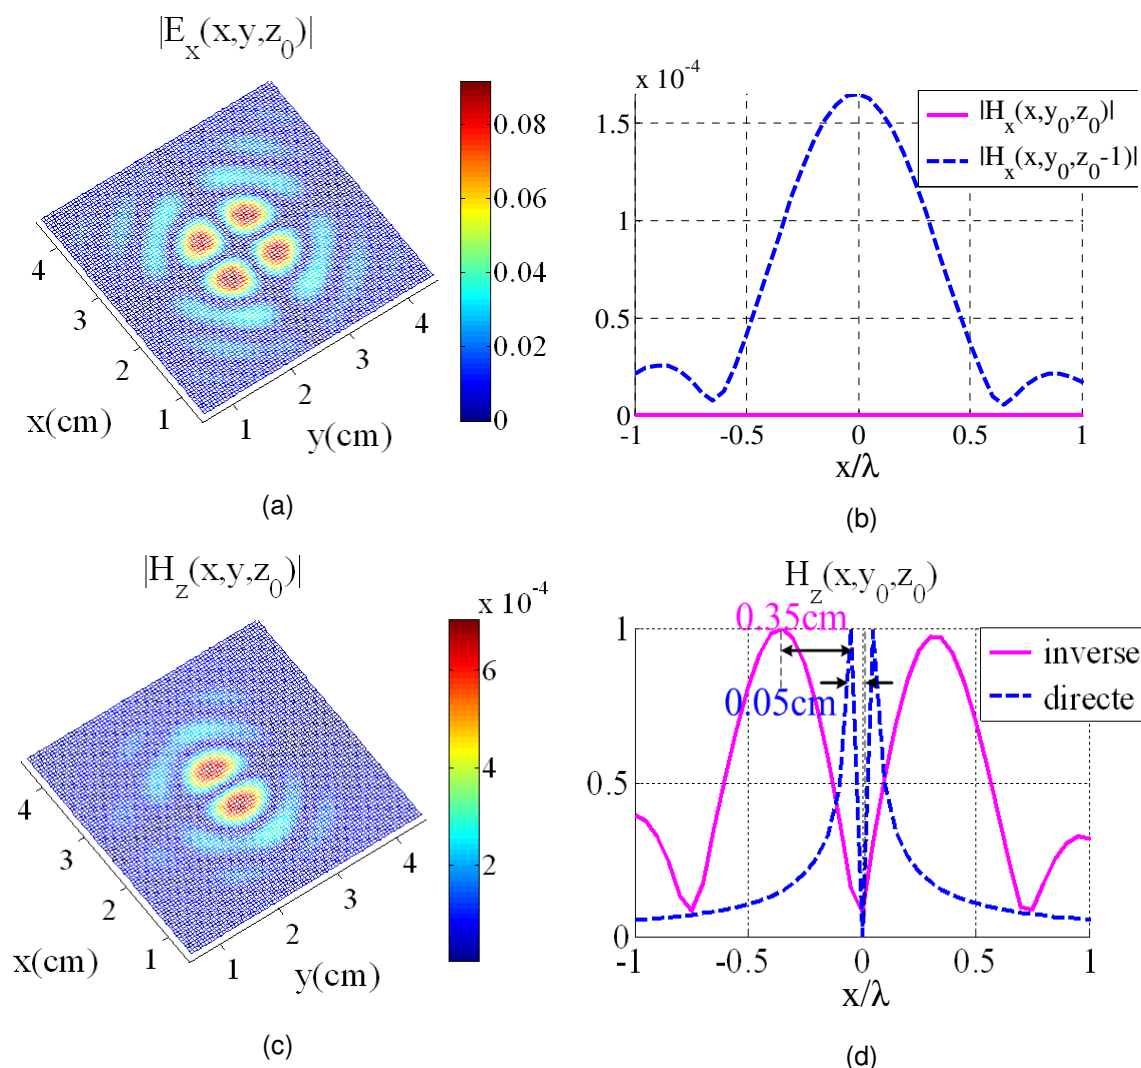 |E_x(x,y,z_0)|
0.08
0.06
0.04
0.02
0
4
3
2
1
x(cm)
1
2
3
4
y(cm)
(a)
x 10^-4
1.5
1
0.5
0
-1
-0.5
0
0.5
1
x/λ
|H_x(x,y_0,z_0)|
|H_x(x,y_0,z_0-1)|
(b)
|H_z(x,y,z_0)|
x 10^-4
6
4
2
4
3
2
1
x(cm)
1
2
3
4
y(cm)
(c)
H_z(x,y_0,z_0)
0.35cm
0.05cm
1
0.5
0
-1
-0.5
0
0.5
1
x/λ
inverse
directe
(d)